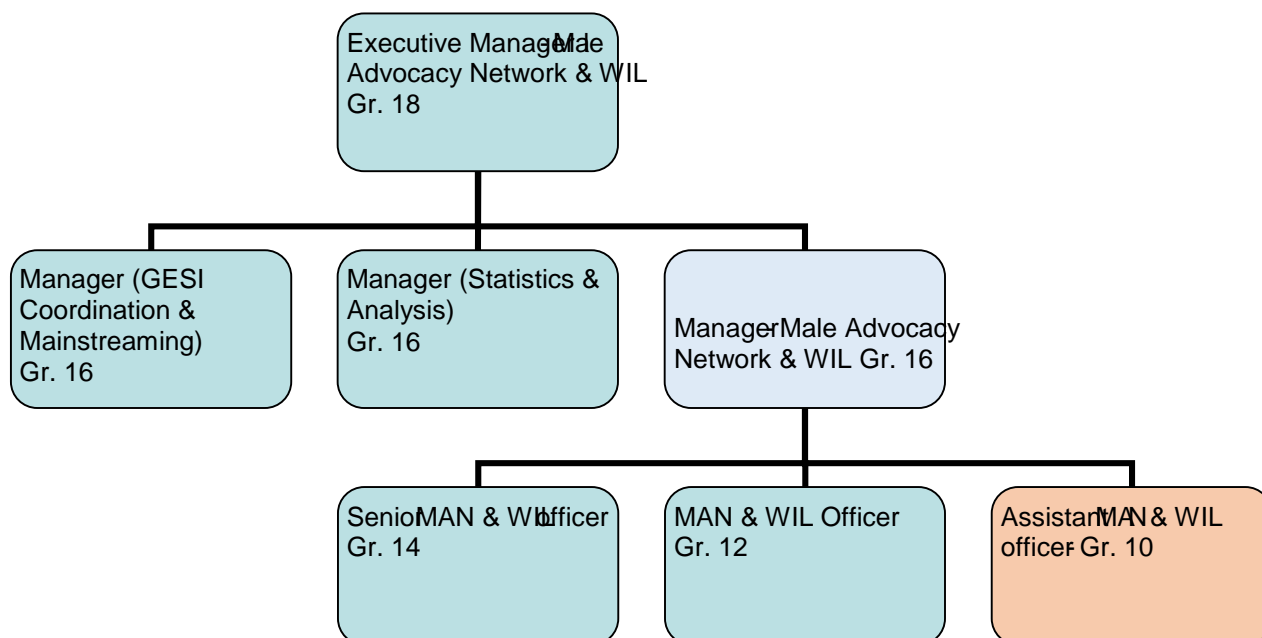 Executive Manager - Male
Advocacy Network & WIL
Gr. 18
Manager (GESI
Coordination &
Mainstreaming)
Gr. 16
Manager (Statistics &
Analysis)
Gr. 16
Manager-Male Advocacy
Network & WIL Gr. 16
Senior MAN & WIL officer
Gr. 14
MAN & WIL Officer
Gr. 12
Assistant MAN & WIL
officer- Gr. 10